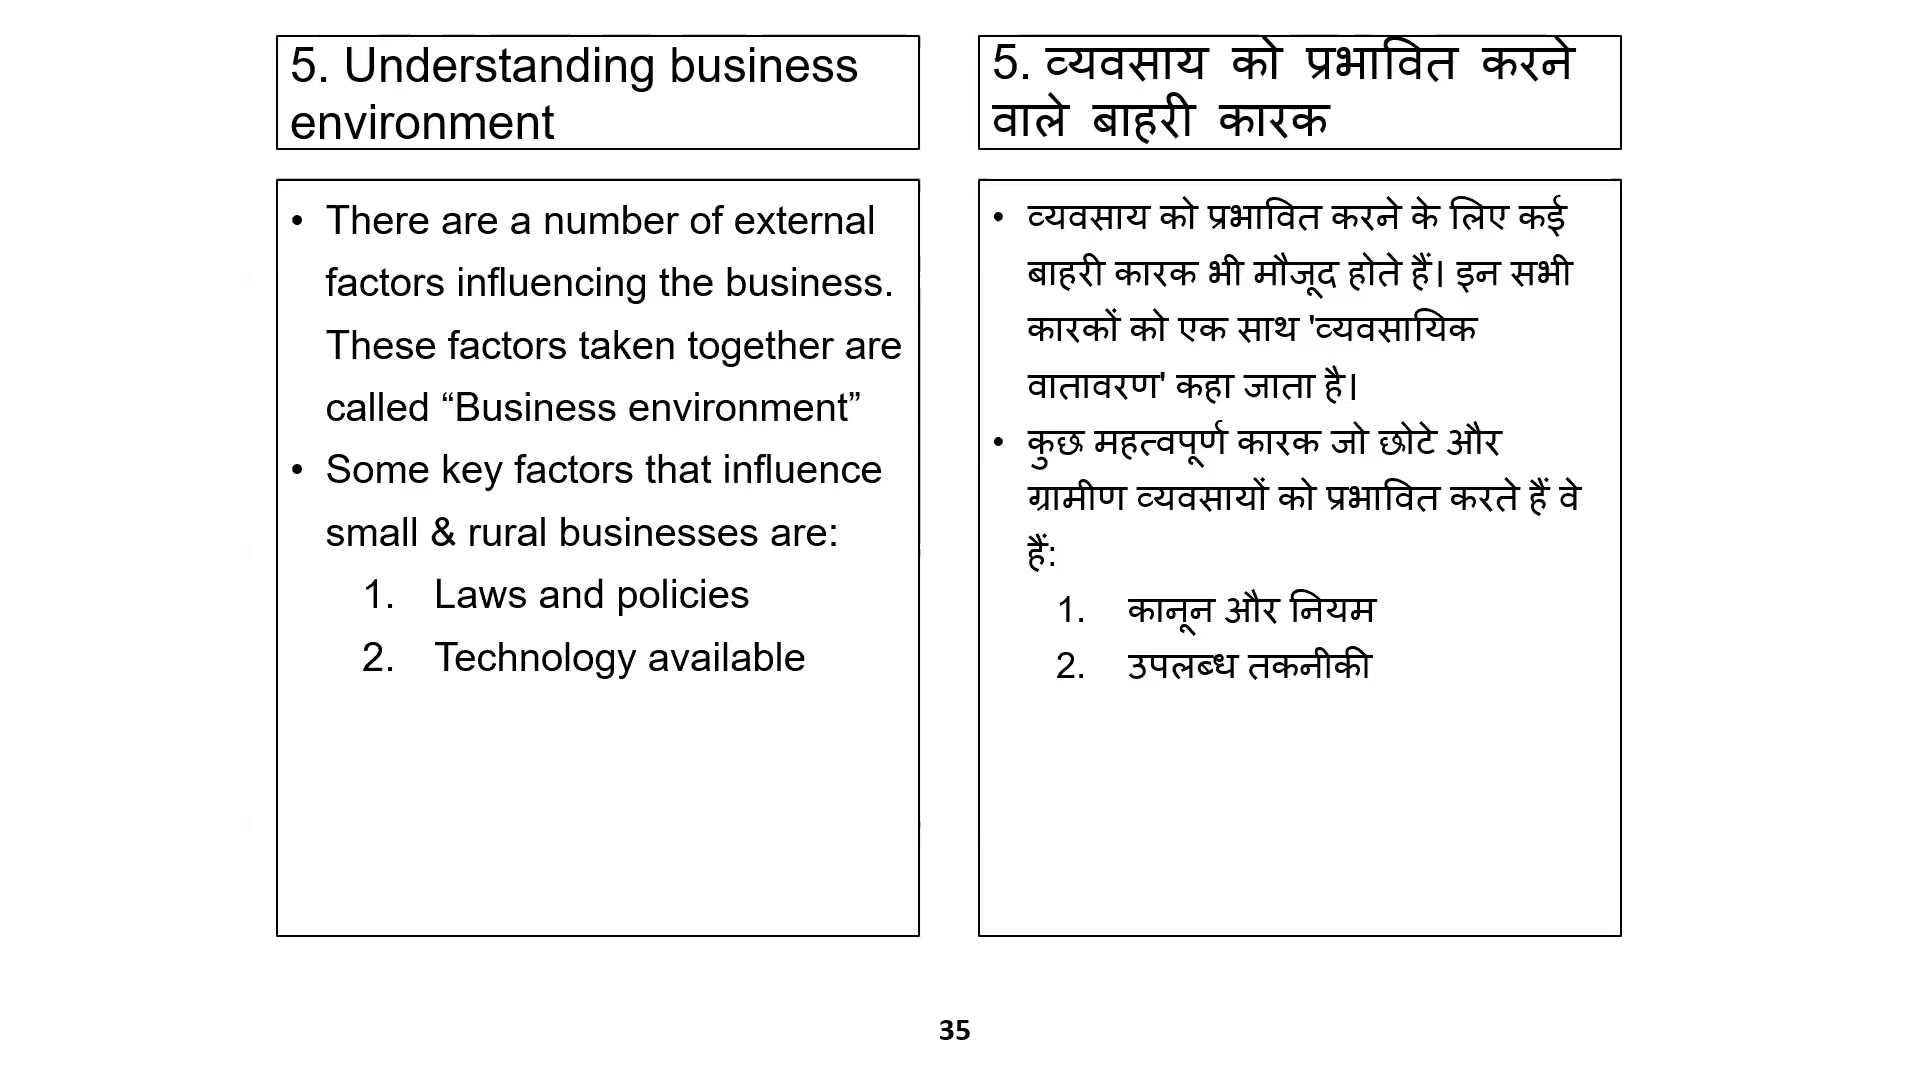 5. Understanding business
environment
• There are a number of external
factors influencing the business.
These factors taken together are
called “Business environment”
• Some key factors that influence
small & rural businesses are:
1. Laws and policies
2. Technology available
5. व्यवसाय को प्रभावित करने
वाले बाहरी कारक
• व्यवसाय को प्रभावित करने के लिए कई
बाहरी कारक भी मौजूद होते हैं। इन सभी
कारकों को एक साथ 'व्यवसायिक
वातावरण' कहा जाता है।
• कुछ महत्वपूर्ण कारक जो छोटे और
ग्रामीण व्यवसायों को प्रभावित करते हैं वे
हैं:
1. कानून और नियम
2. उपलब्ध तकनीकी
35